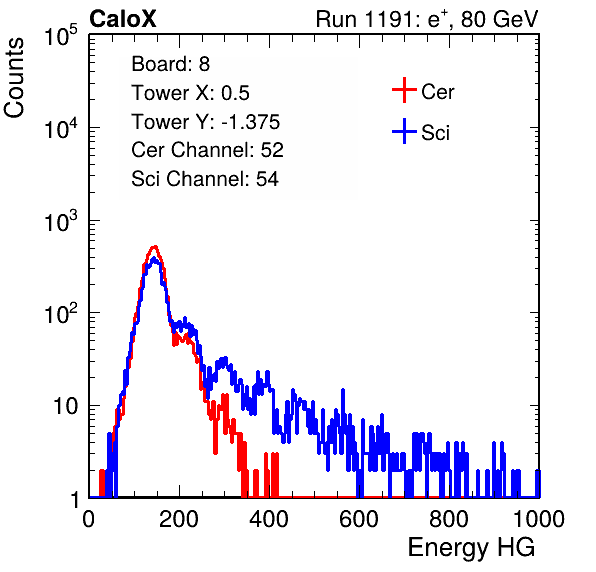 CaloX Run 1191: e⁺, 80 GeV
Counts
Board: 8
Tower X: 0.5
Tower Y: -1.375
Cer Channel: 52
Sci Channel: 54
Cer
Sci
10⁵
10⁴
10³
10²
10
1
0 200 400 600 800 1000
Energy HG